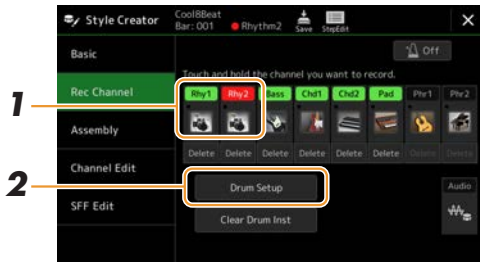 Style Creator
Cool8Beat
Bar: 001 Rhythm2 Save StepEdit
Basic
Off
Touch and hold the channel you want to record.
Rec Channel
Rhy1 Rhy2 Bass Chd1 Chd2 Pad Phr1 Phr2
1
Assembly
Delete Delete Delete Delete Delete Delete Delete Delete
Channel Edit
2
Drum Setup
Audio
SFF Edit
Clear Drum Inst